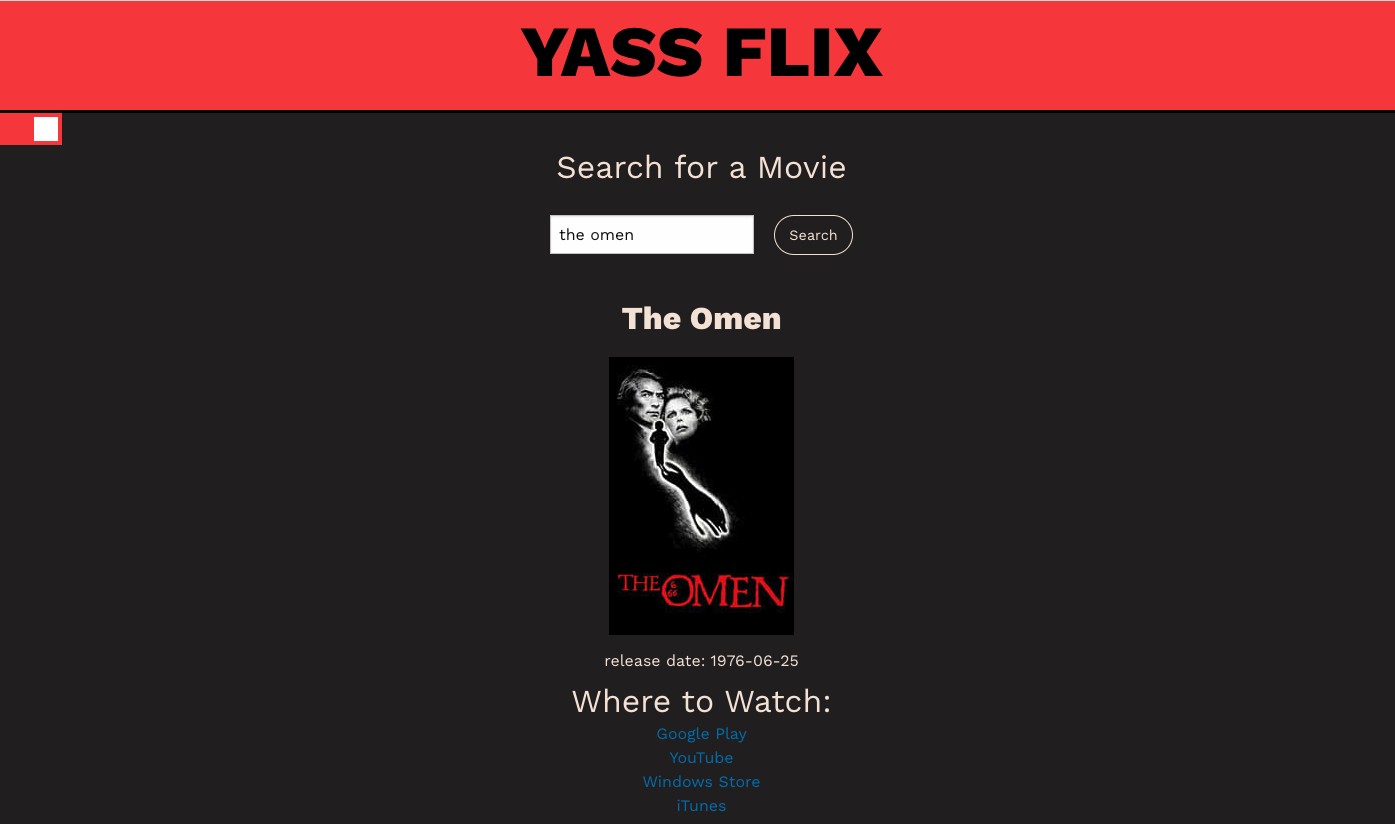 YASS FLIX
Search for a Movie
the omen
Search
The Omen
THE OMEN
666
release date: 1976-06-25
Where to Watch:
Google Play
YouTube
Windows Store
iTunes